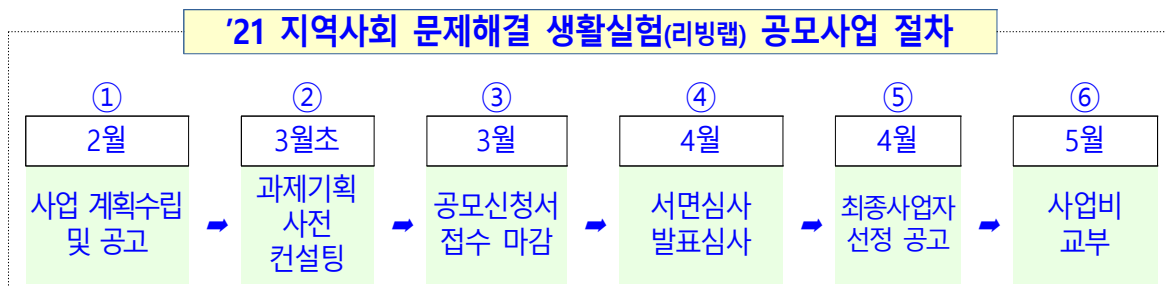 ’21 지역사회 문제해결 생활실험(리빙랩) 공모사업 절차
① ② ③ ④ ⑤ ⑥
2월 3월초 3월 4월 4월 5월
사업 계획수립
및 공고
➡
과제기획
사전
컨설팅
➡
공모신청서
접수 마감
➡
서면심사
발표심사
➡
최종사업자
선정 공고
➡
사업비
교부